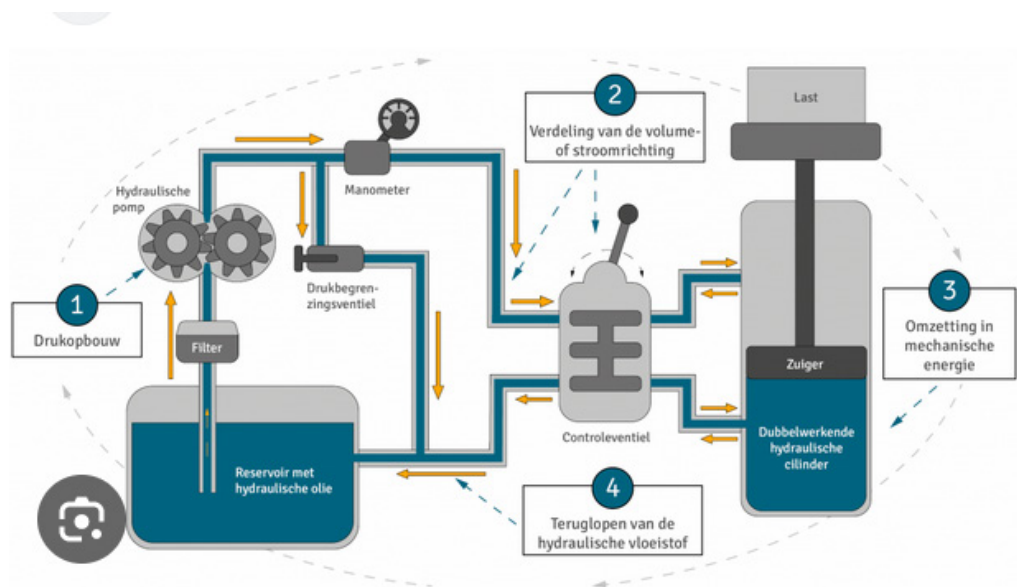 2
Verdeling van de volume-
of stroomrichting
Last
Hydraulische
pomp
Manometer
Drukbegren-
zingsventiel
1
Drukopbouw
Filter
3
Omzetting in
mechanische
energie
Zuiger
Controleventiel
Dubbelwerkende
hydraulische
cilinder
Reservoir met
hydraulische olie
4
Teruglopen van de
hydraulische vloeistof